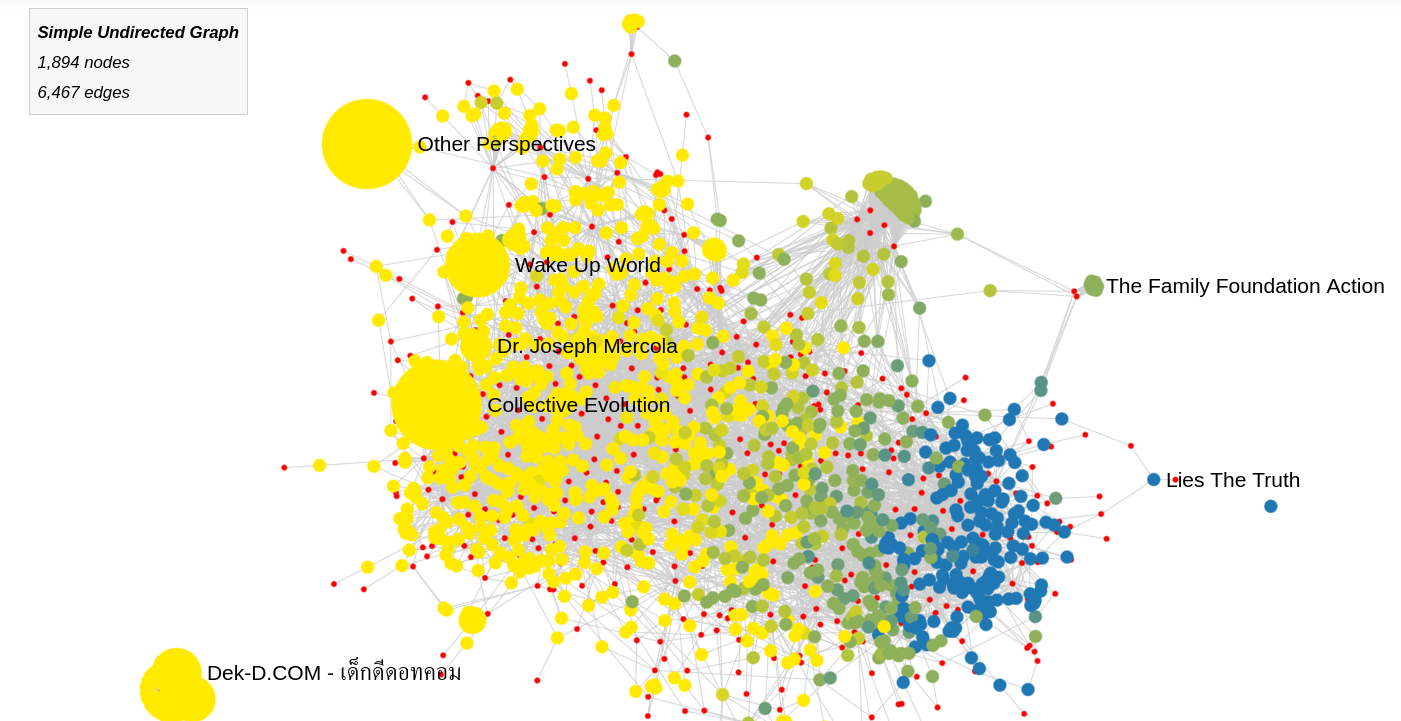 Simple Undirected Graph
1,894 nodes
6,467 edges
Other Perspectives
Wake Up World
The Family Foundation Action
Dr. Joseph Mercola
Collective Evolution
Lies The Truth
Dek-D.COM - เด็กดีดอทคอม